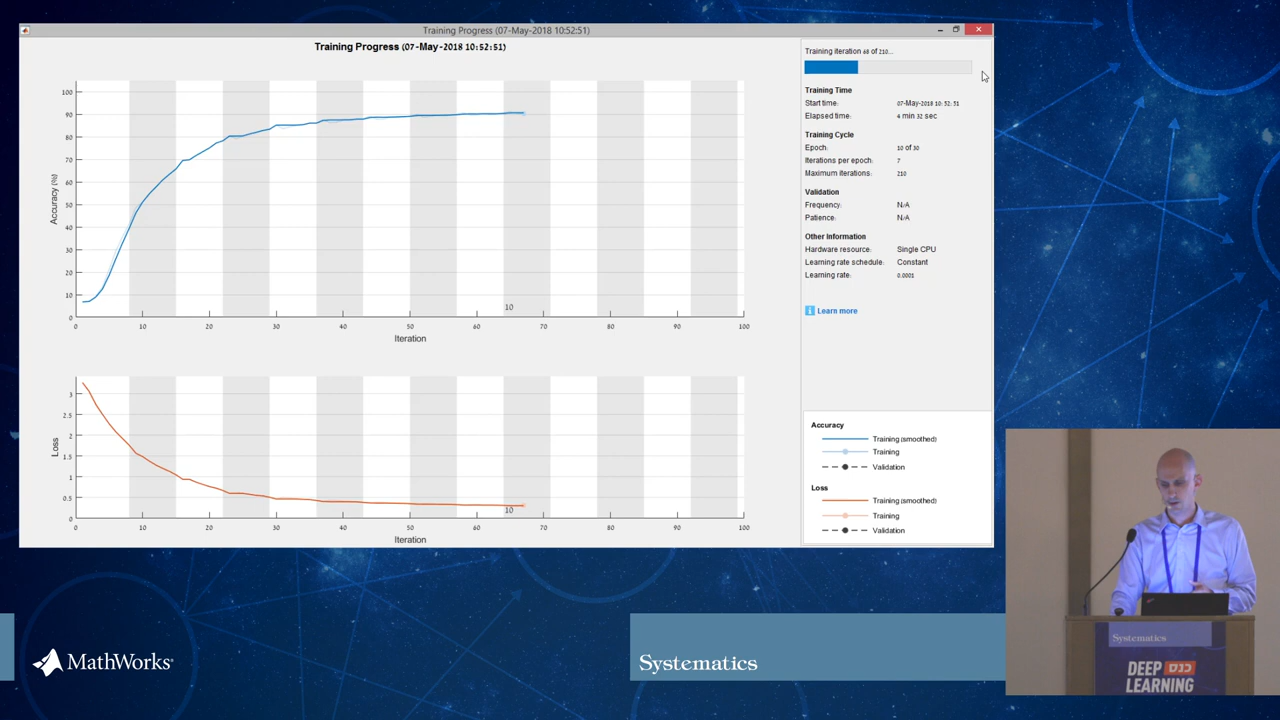 Training Progress (07-May-2018 10:52:51)
Training Progress (07-May-2018 10:52:51)
Accuracy (%)
100
90
80
70
60
50
40
30
20
10
0
10
0 10 20 30 40 50 60 70 80 90 100
Iteration
Loss
3
2.5
2
1.5
1
0.5
0
10
0 10 20 30 40 50 60 70 80 90 100
Iteration
Training iteration 68 of 210...
Training Time
Start time: 07-May-2018 10:52:51
Elapsed time: 4 min 32 sec
Training Cycle
Epoch: 10 of 30
Iterations per epoch: 7
Maximum iterations: 210
Validation
Frequency: N/A
Patience: N/A
Other Information
Hardware resource: Single CPU
Learning rate schedule: Constant
Learning rate: 0.0001
i Learn more
Accuracy
Training (smoothed)
Training
Validation
Loss
Training (smoothed)
Training
Validation
MathWorks®
Systematics
Systematics
DEEP כנס
LEARNING